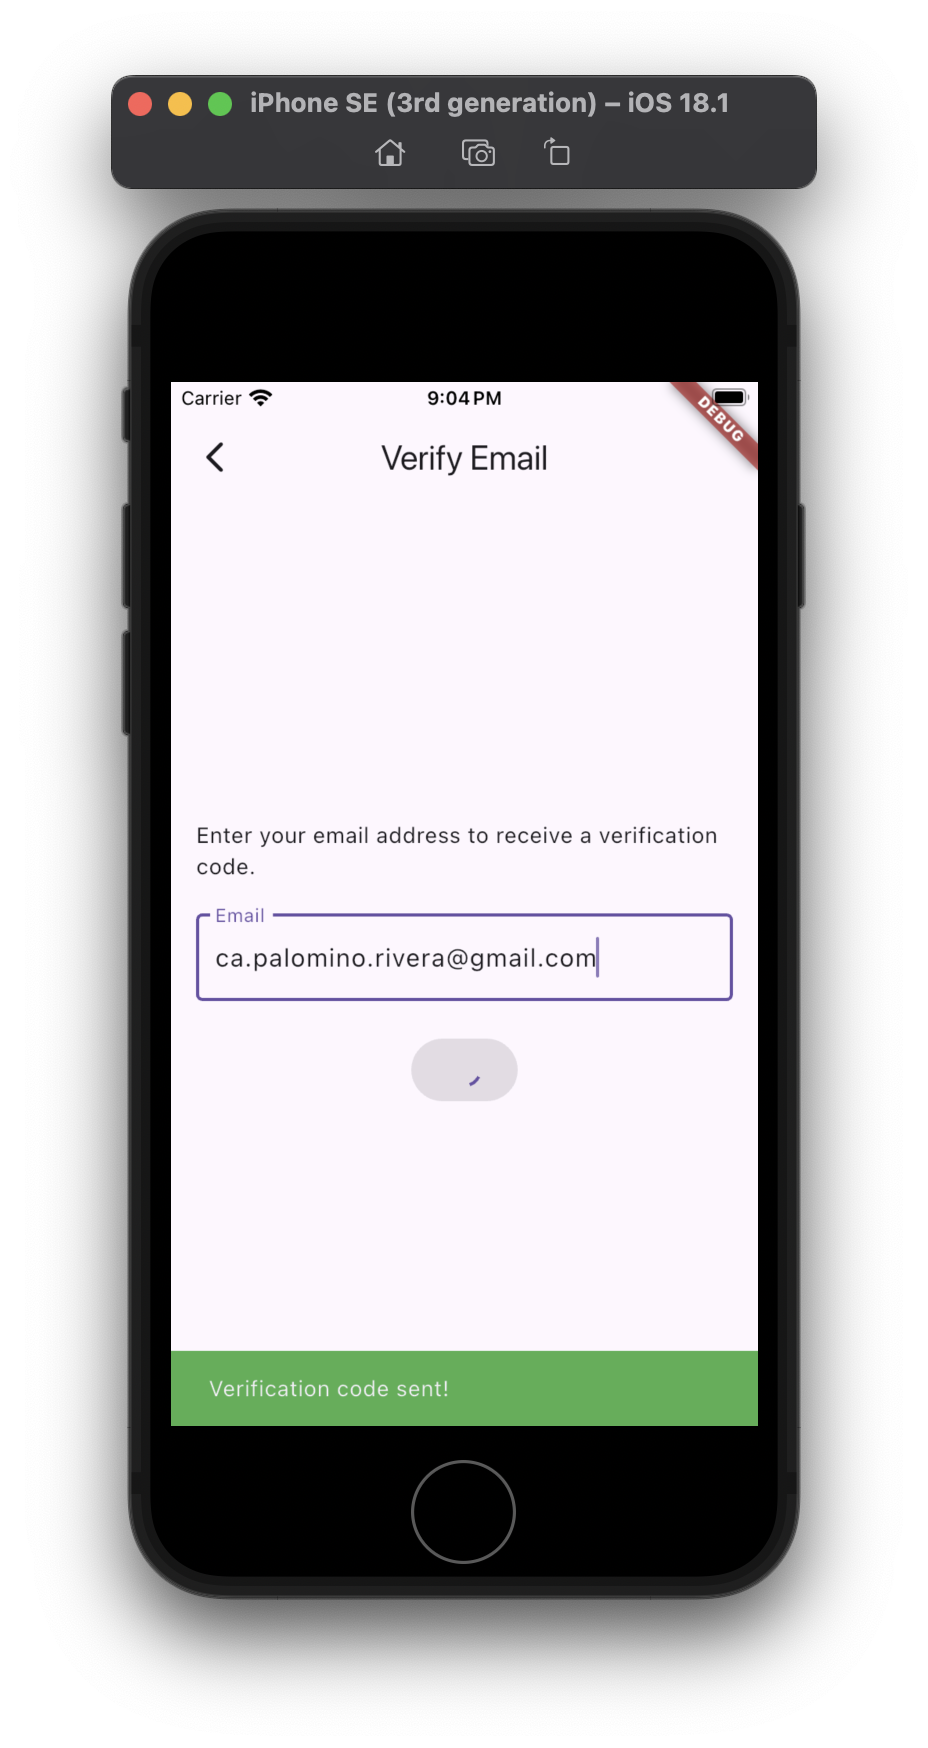 iPhone SE (3rd generation) – iOS 18.1
Carrier 9:04 PM
DEBUG
Verify Email
Enter your email address to receive a verification
code.
Email
ca.palomino.rivera@gmail.com
Verification code sent!